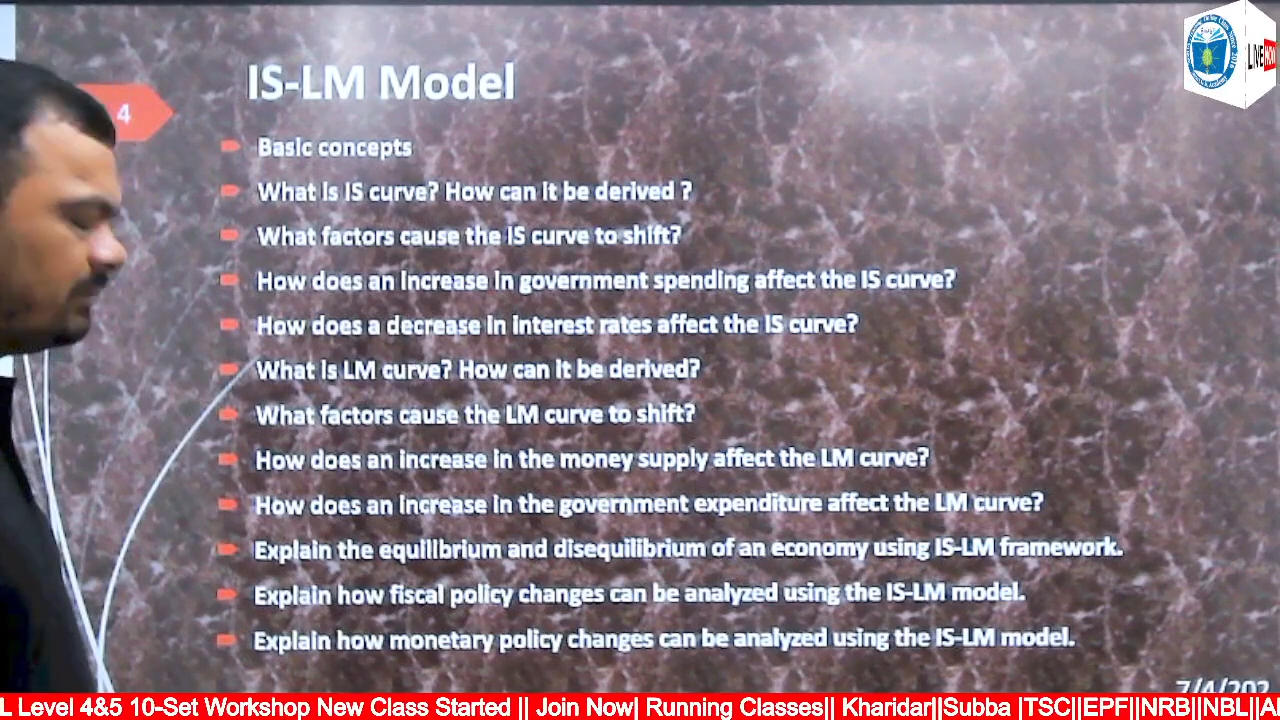 IS-LM Model
4
Basic concepts
What is IS curve? How can it be derived ?
What factors cause the IS curve to shift?
How does an increase in government spending affect the IS curve?
How does a decrease in interest rates affect the IS curve?
What is LM curve? How can it be derived?
What factors cause the LM curve to shift?
How does an increase in the money supply affect the LM curve?
How does an increase in the government expenditure affect the LM curve?
Explain the equilibrium and disequilibrium of an economy using IS-LM framework.
Explain how fiscal policy changes can be analyzed using the IS-LM model.
Explain how monetary policy changes can be analyzed using the IS-LM model.
7/4/202
L Level 4&5 10-Set Workshop New Class Started || Join Now| Running Classes|| Kharidar||Subba |TSC||EPF||NRB||NBL||A